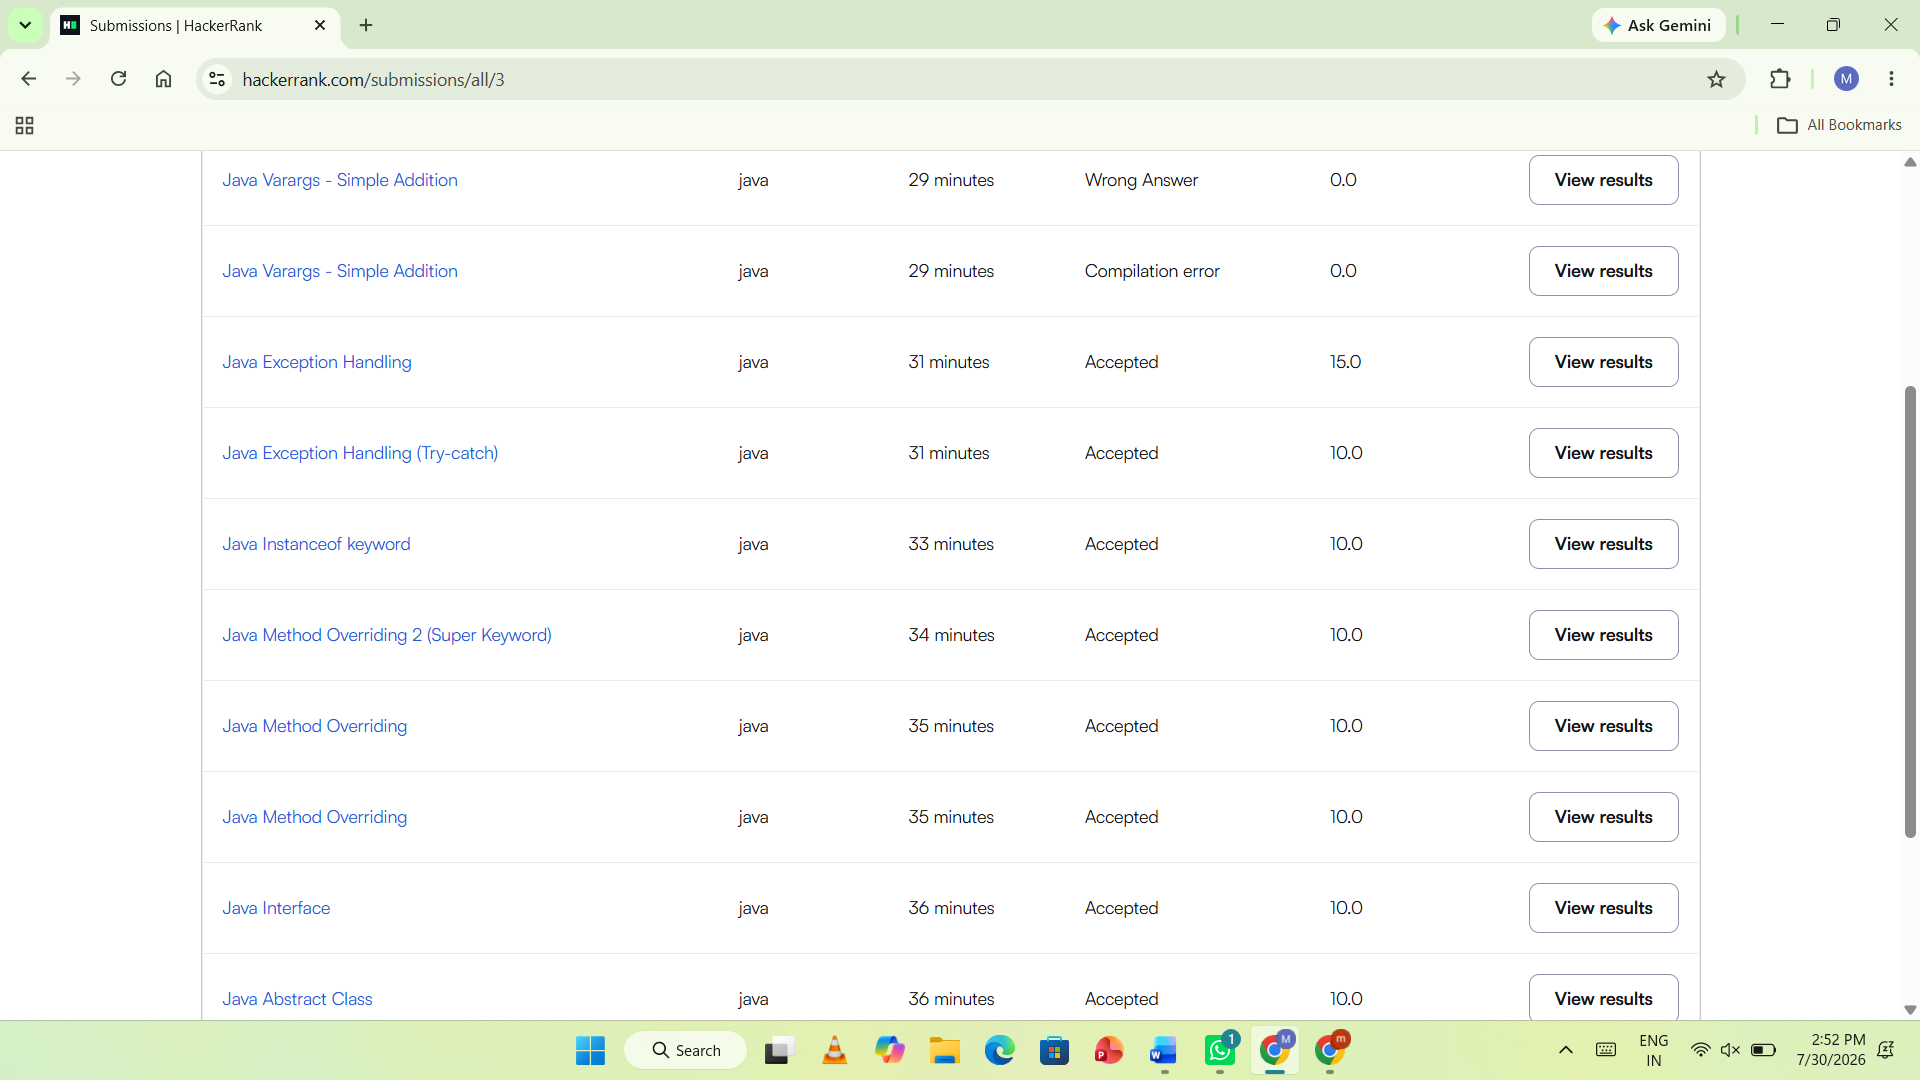 Submissions | HackerRank
Ask Gemini
hackerrank.com/submissions/all/3
M
All Bookmarks
Java Varargs - Simple Addition java 29 minutes Wrong Answer 0.0 View results
Java Varargs - Simple Addition java 29 minutes Compilation error 0.0 View results
Java Exception Handling java 31 minutes Accepted 15.0 View results
Java Exception Handling (Try-catch) java 31 minutes Accepted 10.0 View results
Java Instanceof keyword java 33 minutes Accepted 10.0 View results
Java Method Overriding 2 (Super Keyword) java 34 minutes Accepted 10.0 View results
Java Method Overriding java 35 minutes Accepted 10.0 View results
Java Method Overriding java 35 minutes Accepted 10.0 View results
Java Interface java 36 minutes Accepted 10.0 View results
Java Abstract Class java 36 minutes Accepted 10.0 View results
Search
1
M
m
ENG
IN
2:52 PM
7/30/2026